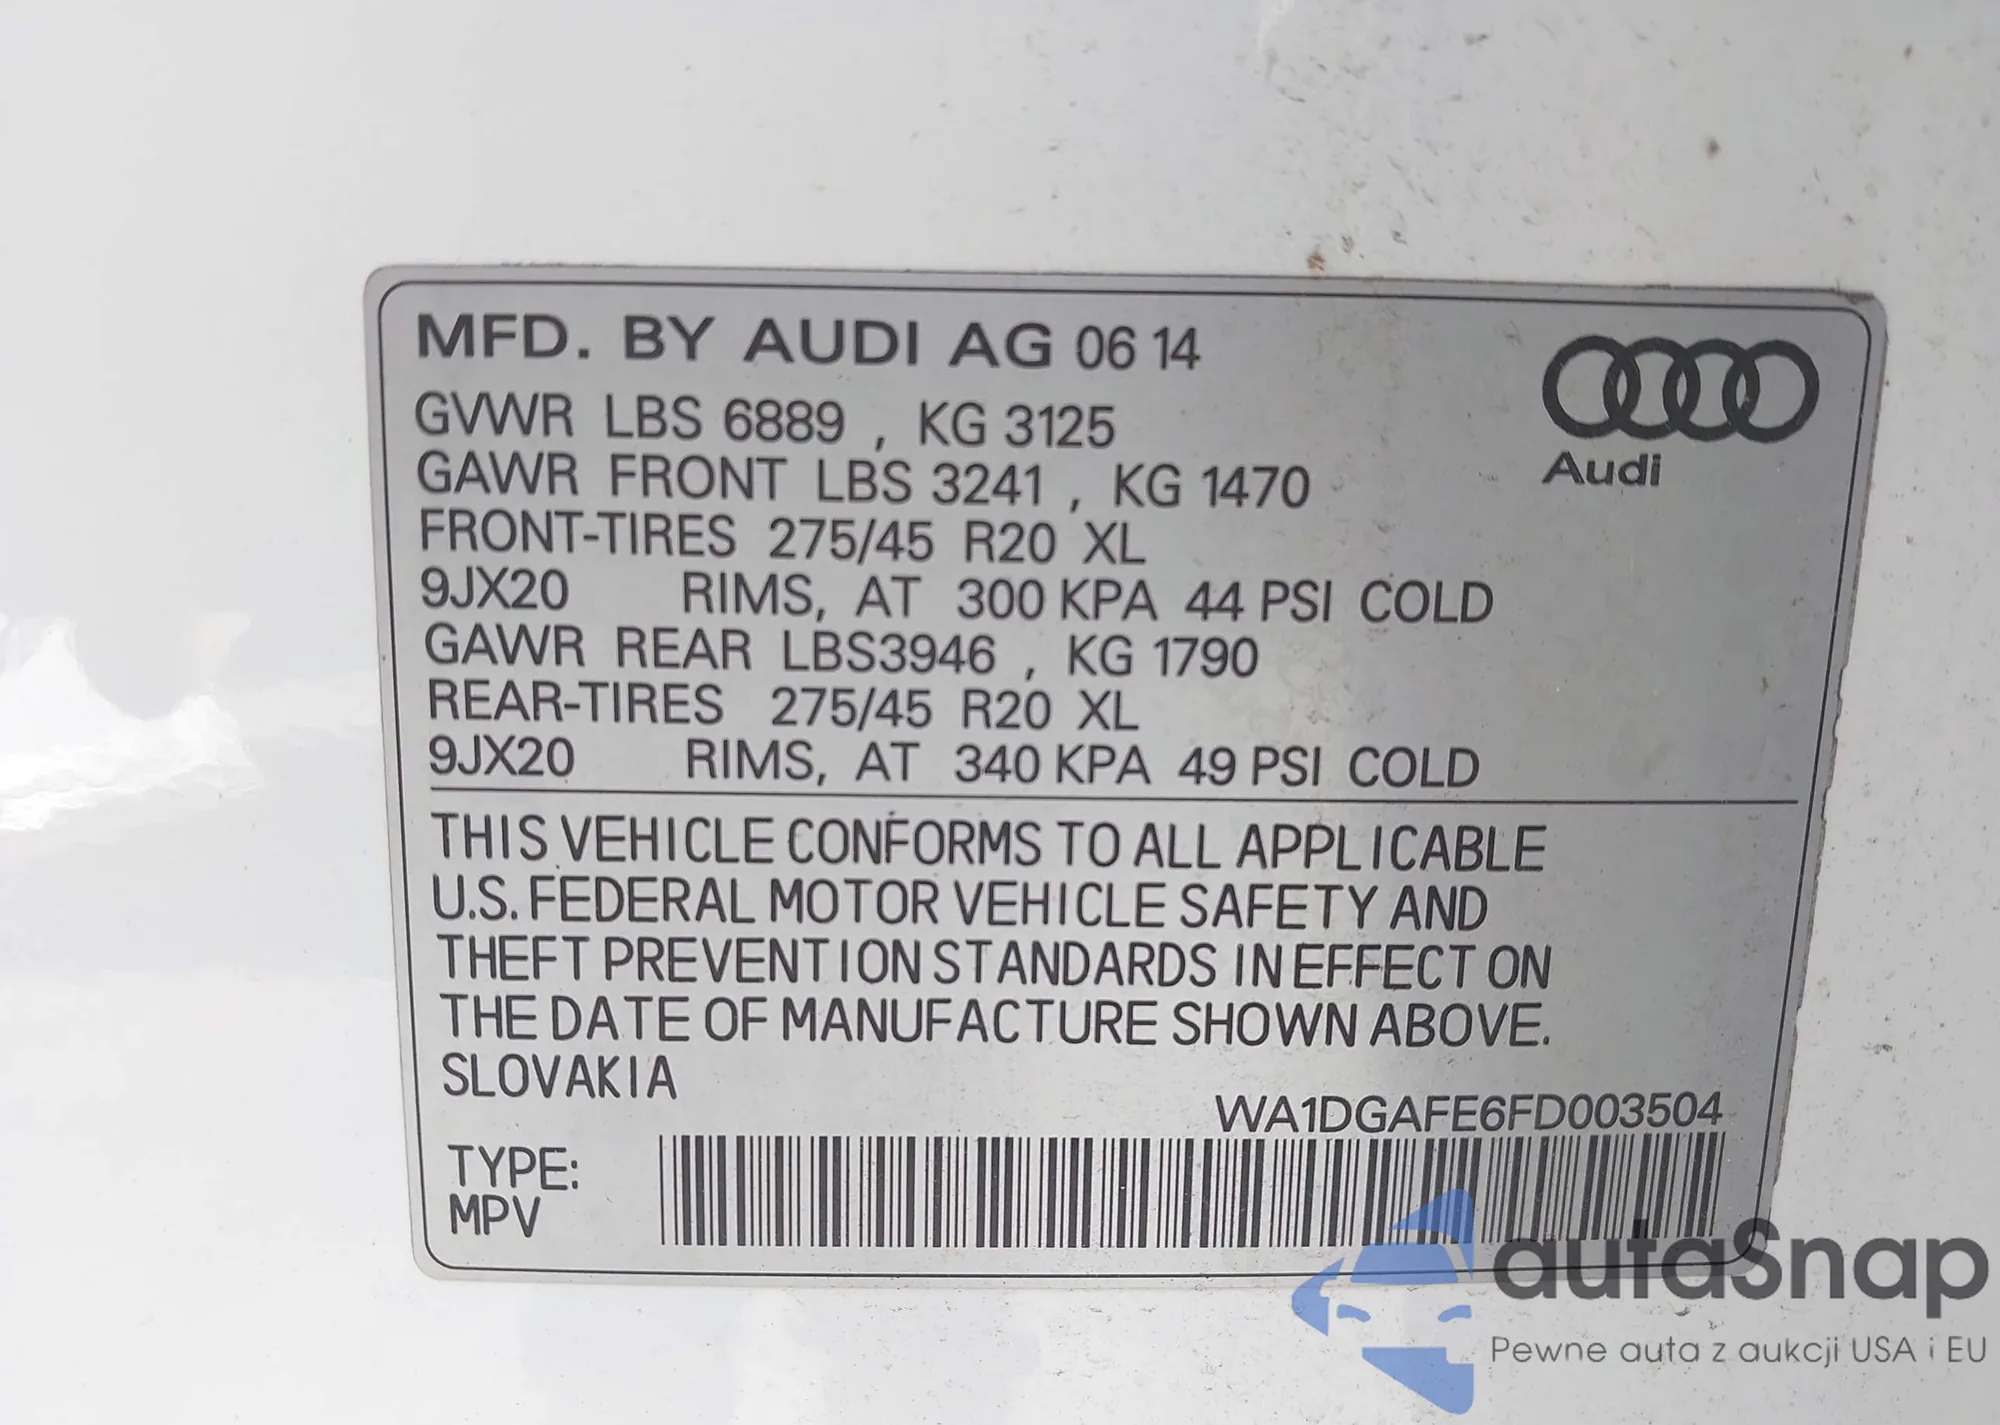 MFD. BY AUDI AG 06 14
GVWR LBS 6889 , KG 3125
GAWR FRONT LBS 3241 , KG 1470
FRONT-TIRES 275/45 R20 XL
9JX20 RIMS, AT 300 KPA 44 PSI COLD
GAWR REAR LBS3946 , KG 1790
REAR-TIRES 275/45 R20 XL
9JX20 RIMS, AT 340 KPA 49 PSI COLD
Audi
THIS VEHICLE CONFORMS TO ALL APPLICABLE
U.S. FEDERAL MOTOR VEHICLE SAFETY AND
THEFT PREVENTION STANDARDS IN EFFECT ON
THE DATE OF MANUFACTURE SHOWN ABOVE.
SLOVAKIA
WA1DGAFE6FD003504
TYPE:
MPV
autaSnap
Pewne auta z aukcji USA i EU